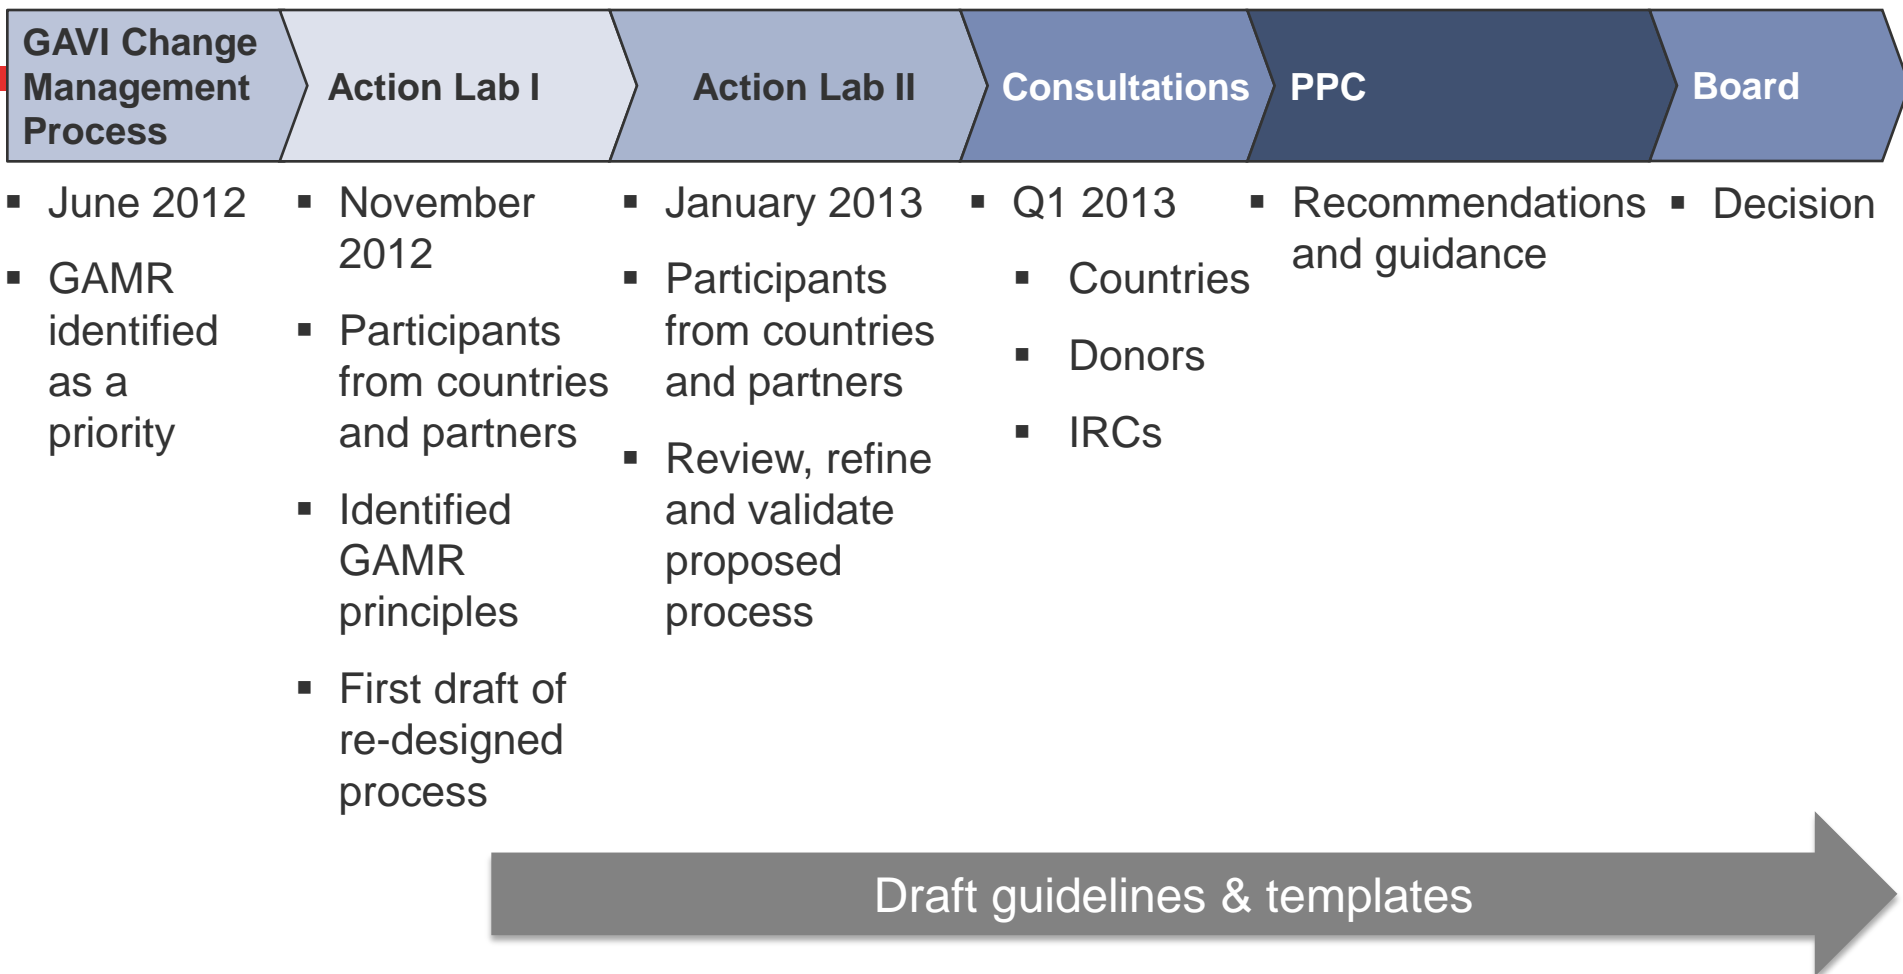 GAVI Change
Management
Process
Action Lab I
Action Lab II
Consultations
PPC
Board
▪ June 2012
▪ GAMR
identified
as a
priority
▪ November
2012
▪ Participants
from countries
and partners
▪ Identified
GAMR
principles
▪ First draft of
re-designed
process
▪ January 2013
▪ Participants
from countries
and partners
▪ Review, refine
and validate
proposed
process
▪ Q1 2013
▪ Countries
▪ Donors
▪ IRCs
▪ Recommendations
and guidance
▪ Decision
Draft guidelines & templates